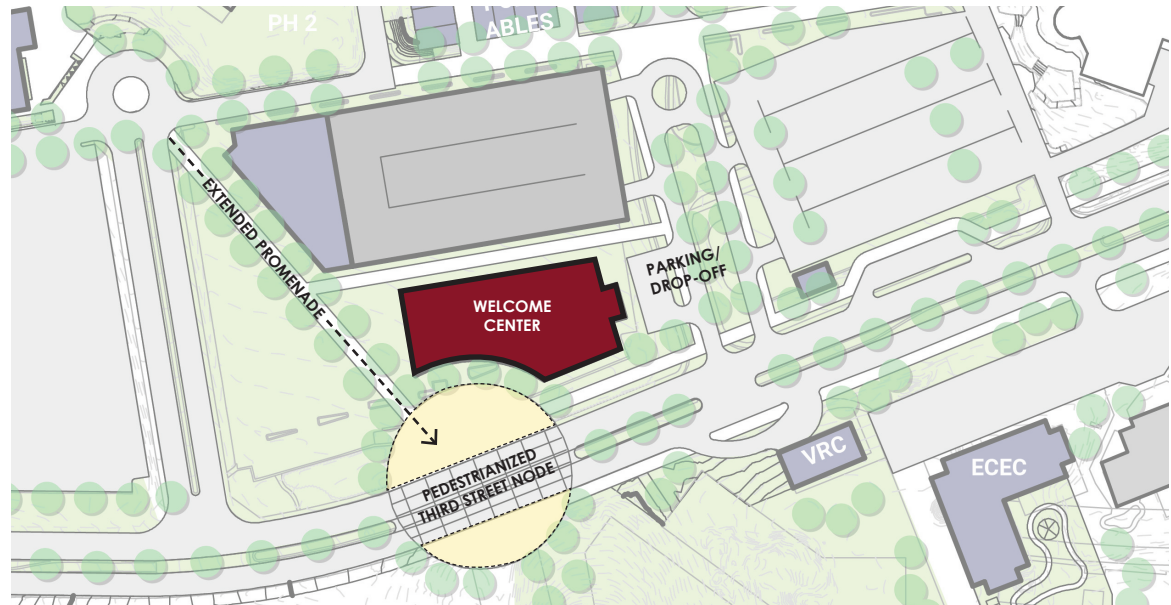 PH 2
ABLES
EXTENDED PROMENADE
PARKING/
DROP-OFF
WELCOME
CENTER
PEDESTRIANIZED
THIRD STREET NODE
VRC
ECEC